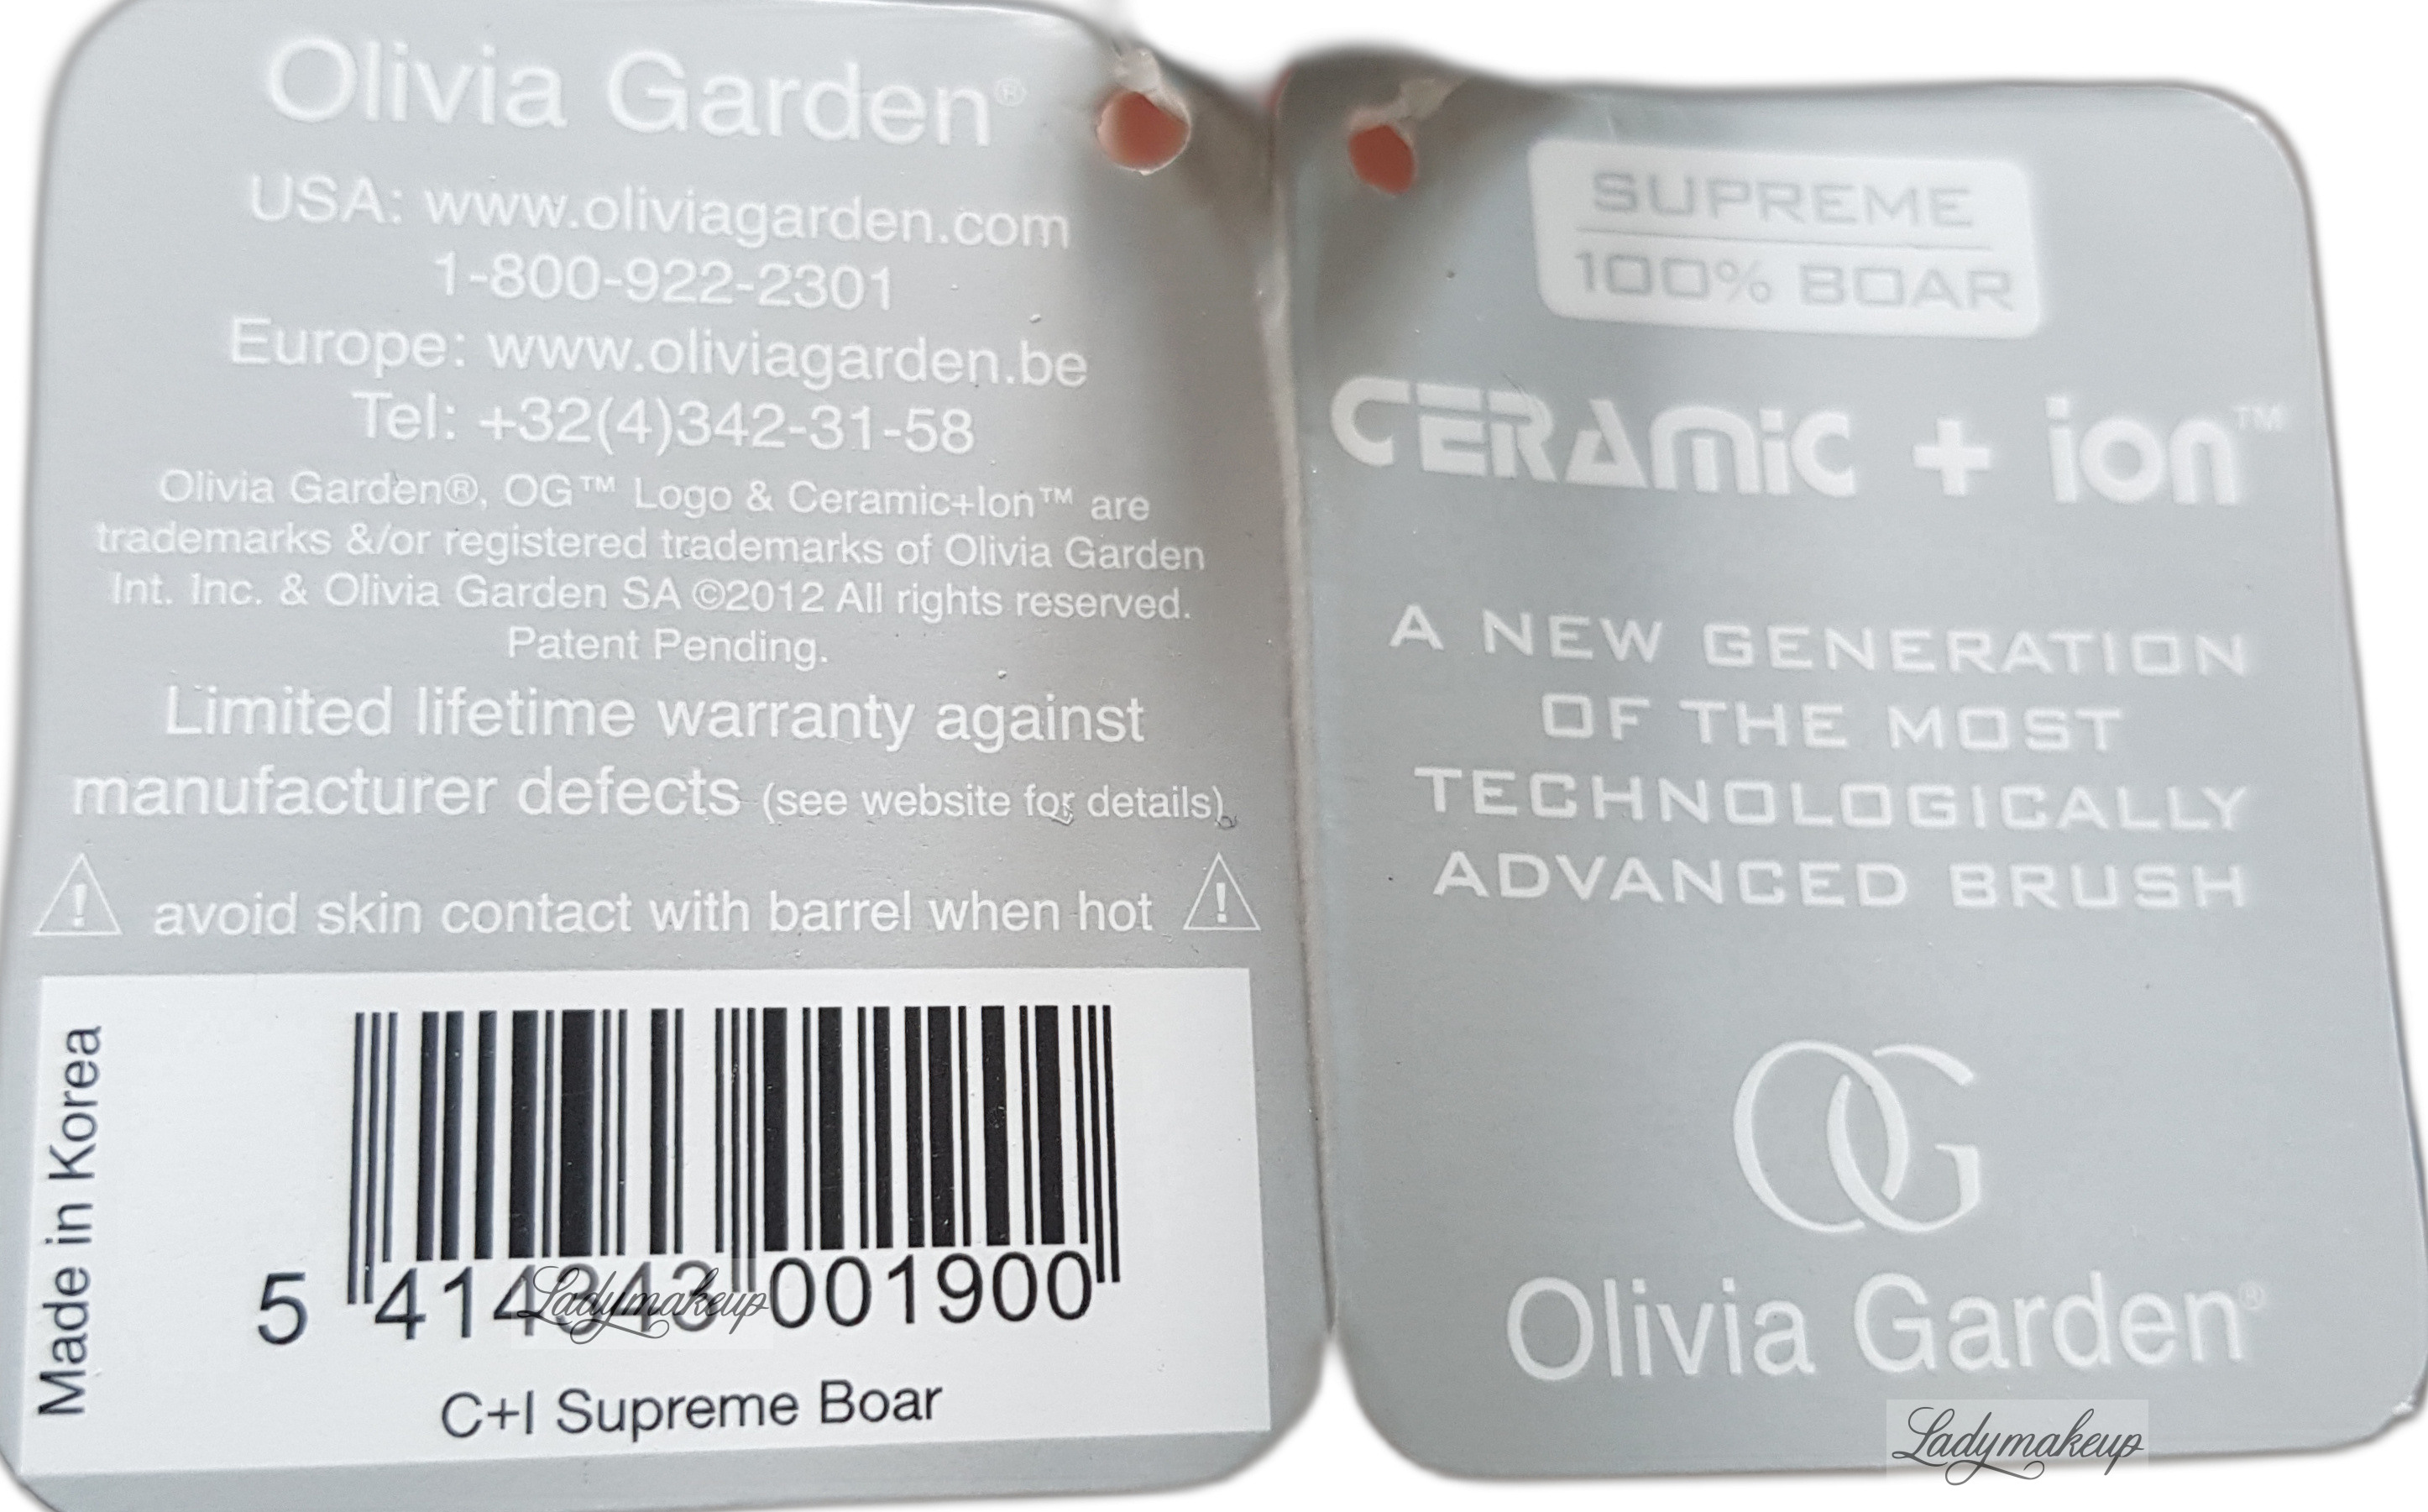 Olivia Garden®
USA: www.oliviagarden.com
1-800-922-2301
Europe: www.oliviagarden.be
Tel: +32(4)342-31-58
Olivia Garden®, OG™ Logo & Ceramic+Ion™ are
trademarks &/or registered trademarks of Olivia Garden
Int. Inc. & Olivia Garden SA ©2012 All rights reserved.
Patent Pending.
Limited lifetime warranty against
manufacturer defects (see website for details).
avoid skin contact with barrel when hot
Made in Korea
5 414343 001900
Ladymakeup
C+I Supreme Boar
SUPREME
100% BOAR
CERAMiC + ion™
A NEW GENERATION
OF THE MOST
TECHNOLOGICALLY
ADVANCED BRUSH
OG
Olivia Garden®
Ladymakeup